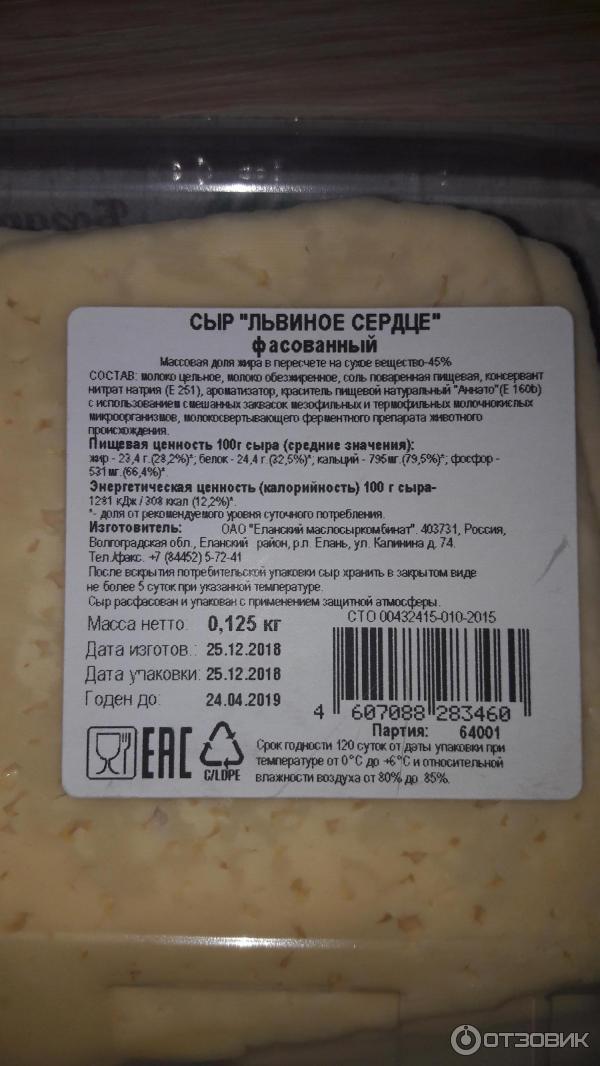 СЫР "ЛЬВИНОЕ СЕРДЦЕ"
фасованный
Массовая доля жира в пересчете на сухое вещество-45%
СОСТАВ: молоко цельное, молоко обезжиренное, соль поваренная пищевая, консервант
нитрат натрия (Е 251), ароматизатор, краситель пищевой натуральный "Аннато"(Е 160b)
с использованием смешанных заквасок мезофильных и термофильных молочнокислых
микроорганизмов, молокосвертывающего ферментного препарата животного
происхождения.
Пищевая ценность 100г сыра (средние значения):
жир - 23,4 г.(28,2%)*; белок - 24,4 г.(32,5%)*, кальций - 795мг.(79,5%)*; фосфор -
531мг.(66,4%)*
Энергетическая ценность (калорийность) 100 г сыра-
1281 кДж / 308 ккал (12,2%)*.
*- доля от рекомендуемого уровня суточного потребления.
Изготовитель: ОАО "Еланский маслосыркомбинат". 403731, Россия,
Волгоградская обл., Еланский район, р.п. Елань, ул. Калинина д. 74.
Тел./факс. +7 (84452) 5-72-41
После вскрытия потребительской упаковки сыр хранить в закрытом виде
не более 5 суток при указанной температуре.
Сыр расфасован и упакован с применением защитной атмосферы.
Масса нетто: 0,125 кг
СТО 00432415-010-2015
Дата изготов.: 25.12.2018
Дата упаковки: 25.12.2018
Годен до: 24.04.2019
4 607088 283460
Партия: 64001
EAC
C/LDPE
Срок годности 120 суток от даты упаковки при
температуре от 0°С до +6°С и относительной
влажности воздуха от 80% до 85%.
ОТЗОВИК